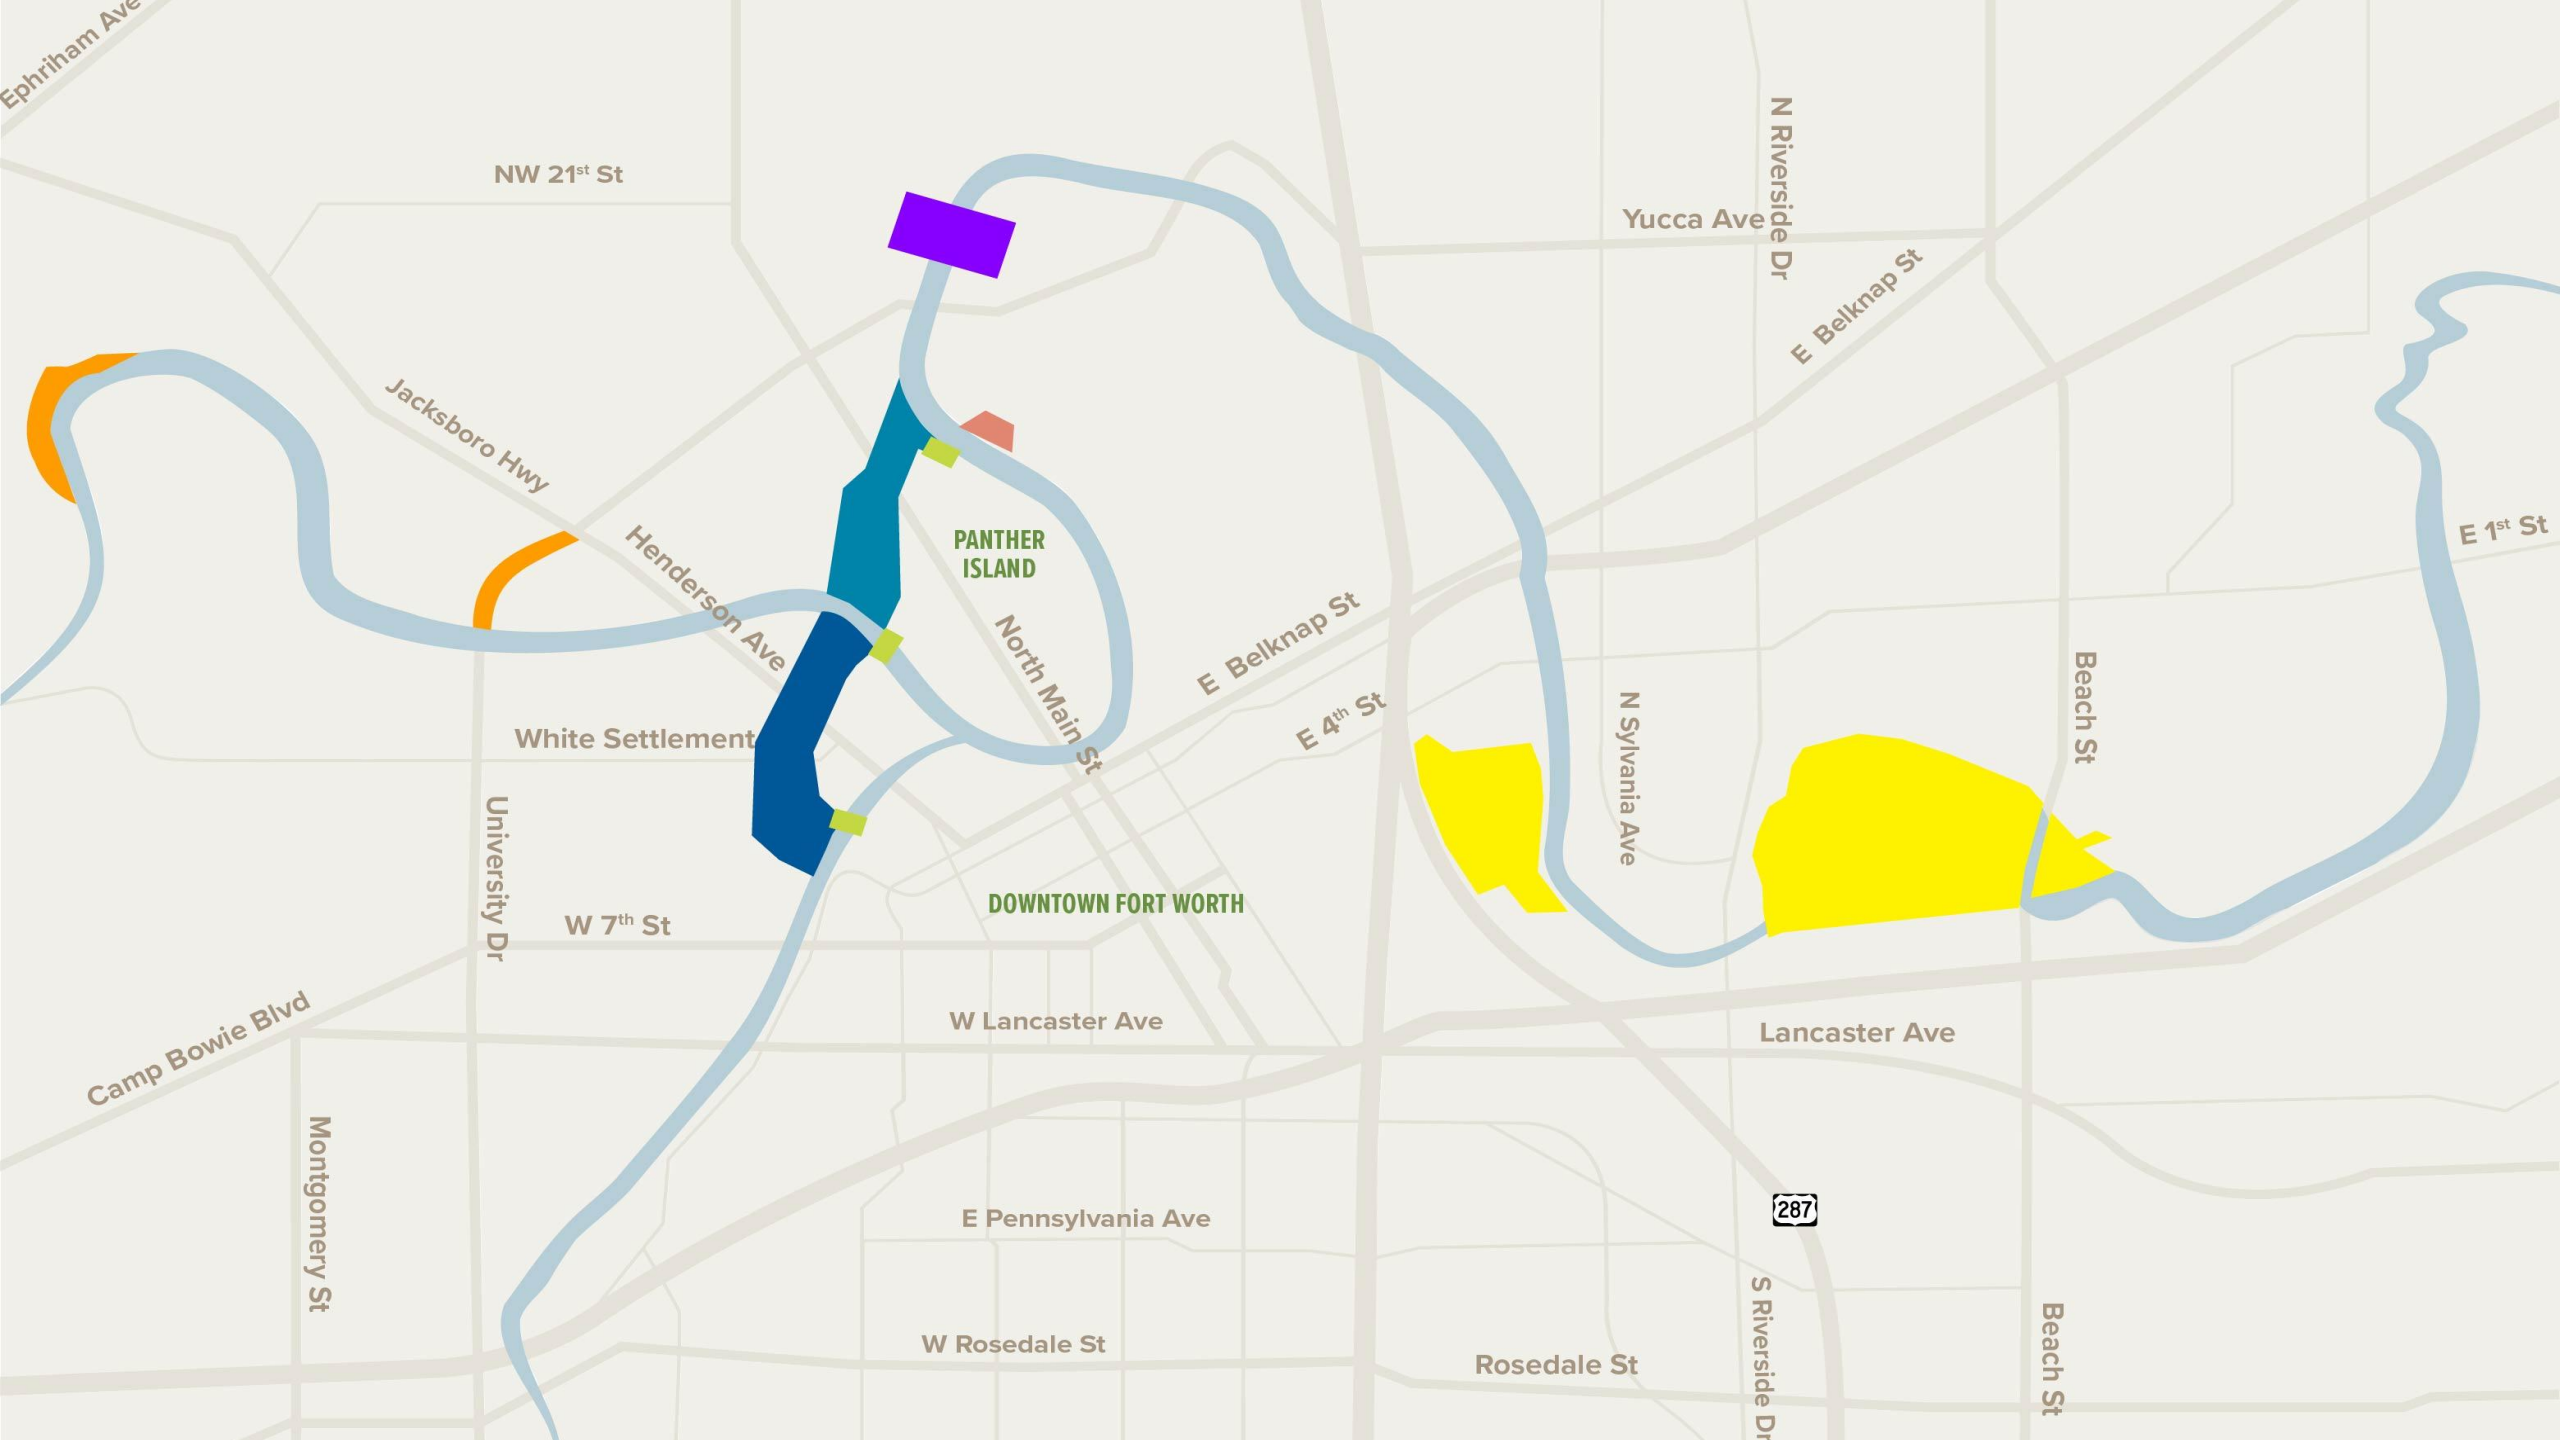 Ephriham Ave
NW 21st St
N Riverside Dr
Yucca Ave
E Belknap St
Jacksboro Hwy
Henderson Ave
PANTHER
ISLAND
E 1st St
North Main St
E Belknap St
E 4th St
N Sylvania Ave
Beach St
White Settlement
University Dr
W 7th St
DOWNTOWN FORT WORTH
Camp Bowie Blvd
W Lancaster Ave
Lancaster Ave
Montgomery St
E Pennsylvania Ave
287
S Riverside Dr
Beach St
W Rosedale St
Rosedale St